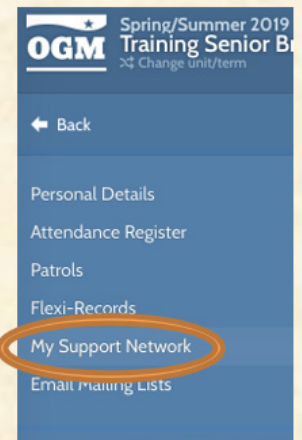 Spring/Summer 2019
OGM
Training Senior Br
Change unit/term
Back
Personal Details
Attendance Register
Patrols
Flexi-Records
My Support Network
Email Mailing Lists